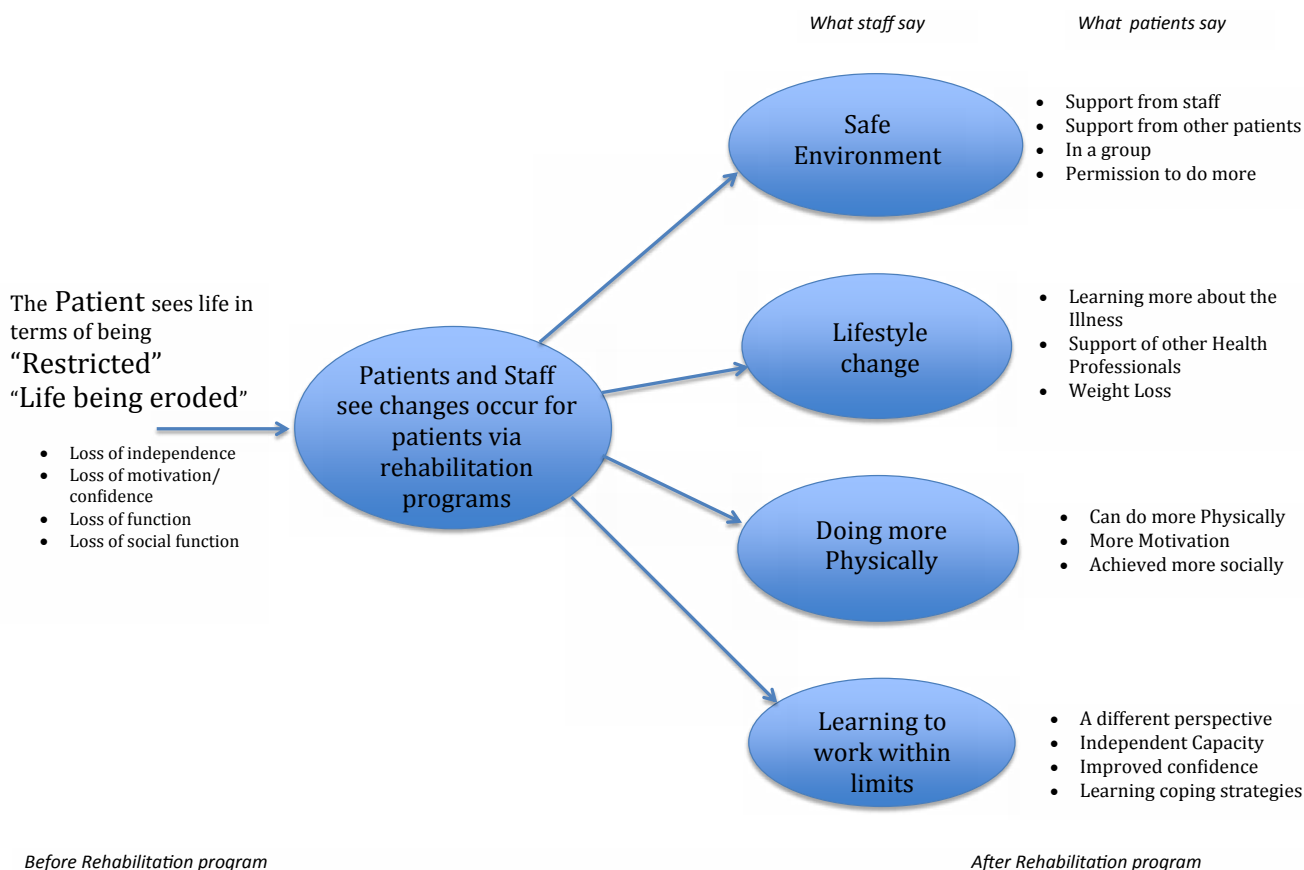 What staff say
What patients say
Safe
Environment
• Support from staff
• Support from other patients
• In a group
• Permission to do more
The Patient sees life in
terms of being
“Restricted”
“Life being eroded”
• Loss of independence
• Loss of motivation/
confidence
• Loss of function
• Loss of social function
Patients and Staff
see changes occur for
patients via
rehabilitation
programs
Lifestyle
change
• Learning more about the
Illness
• Support of other Health
Professionals
• Weight Loss
Doing more
Physically
• Can do more Physically
• More Motivation
• Achieved more socially
Learning to
work within
limits
• A different perspective
• Independent Capacity
• Improved confidence
• Learning coping strategies
Before Rehabilitation program
After Rehabilitation program